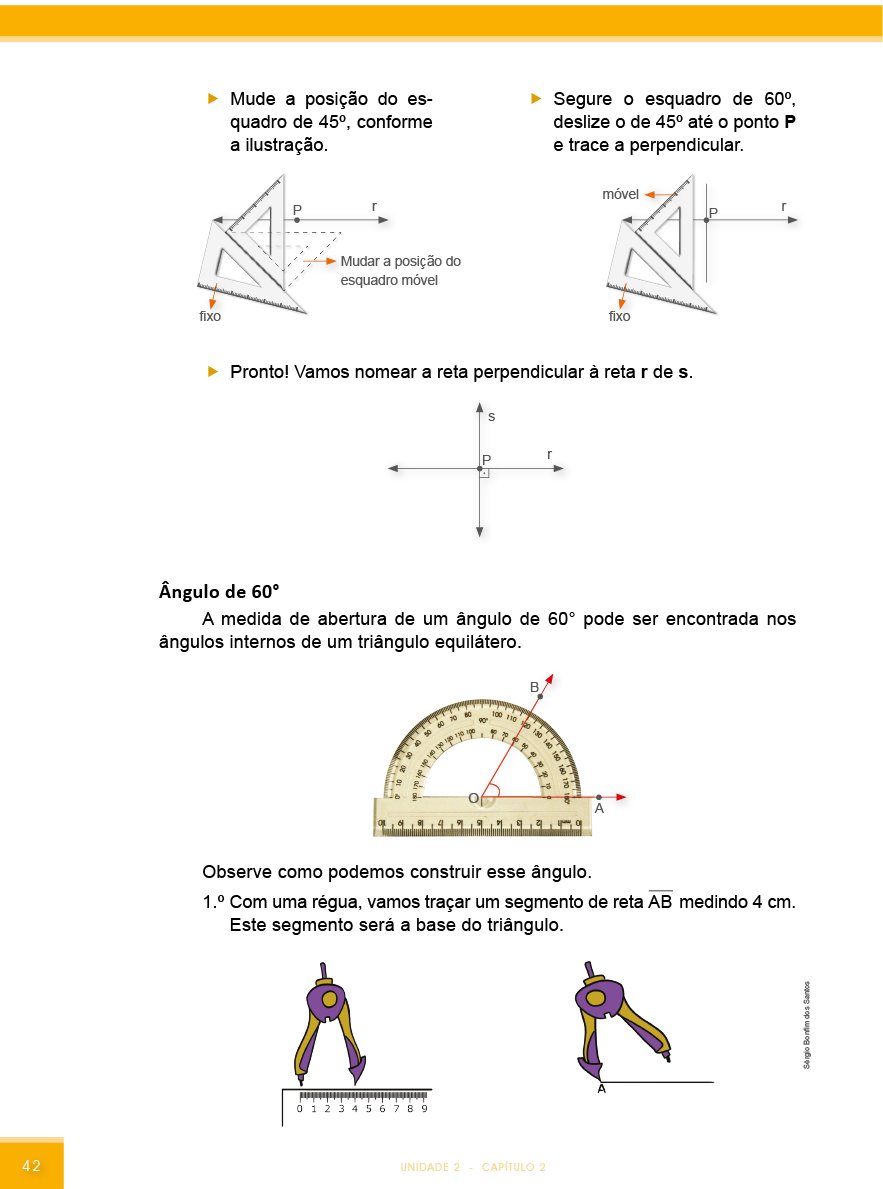 Mude a posição do es-
quadro de 45º, conforme
a ilustração.
Segure o esquadro de 60º,
deslize o de 45º até o ponto P
e trace a perpendicular.
P
r
Mudar a posição do
esquadro móvel
fixo
móvel
P
r
fixo
Pronto! Vamos nomear a reta perpendicular à reta r de s.
s
P
r
Ângulo de 60°
A medida de abertura de um ângulo de 60° pode ser encontrada nos
ângulos internos de um triângulo equilátero.
B
O
A
Observe como podemos construir esse ângulo.
1.º Com uma régua, vamos traçar um segmento de reta AB medindo 4 cm.
Este segmento será a base do triângulo.
0 1 2 3 4 5 6 7 8 9
A
Sérgio Bonfim dos Santos
42
UNIDADE 2 - CAPÍTULO 2